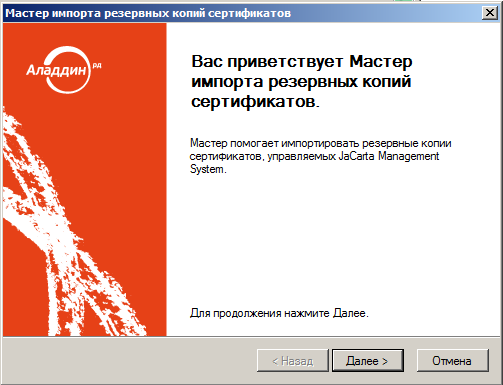 Мастер импорта резервных копий сертификатов
Аладдин РД
Вас приветствует Мастер
импорта резервных копий
сертификатов.
Мастер помогает импортировать резервные копии
сертификатов, управляемых JaCarta Management
System.
Для продолжения нажмите Далее.
< Назад
Далее >
Отмена